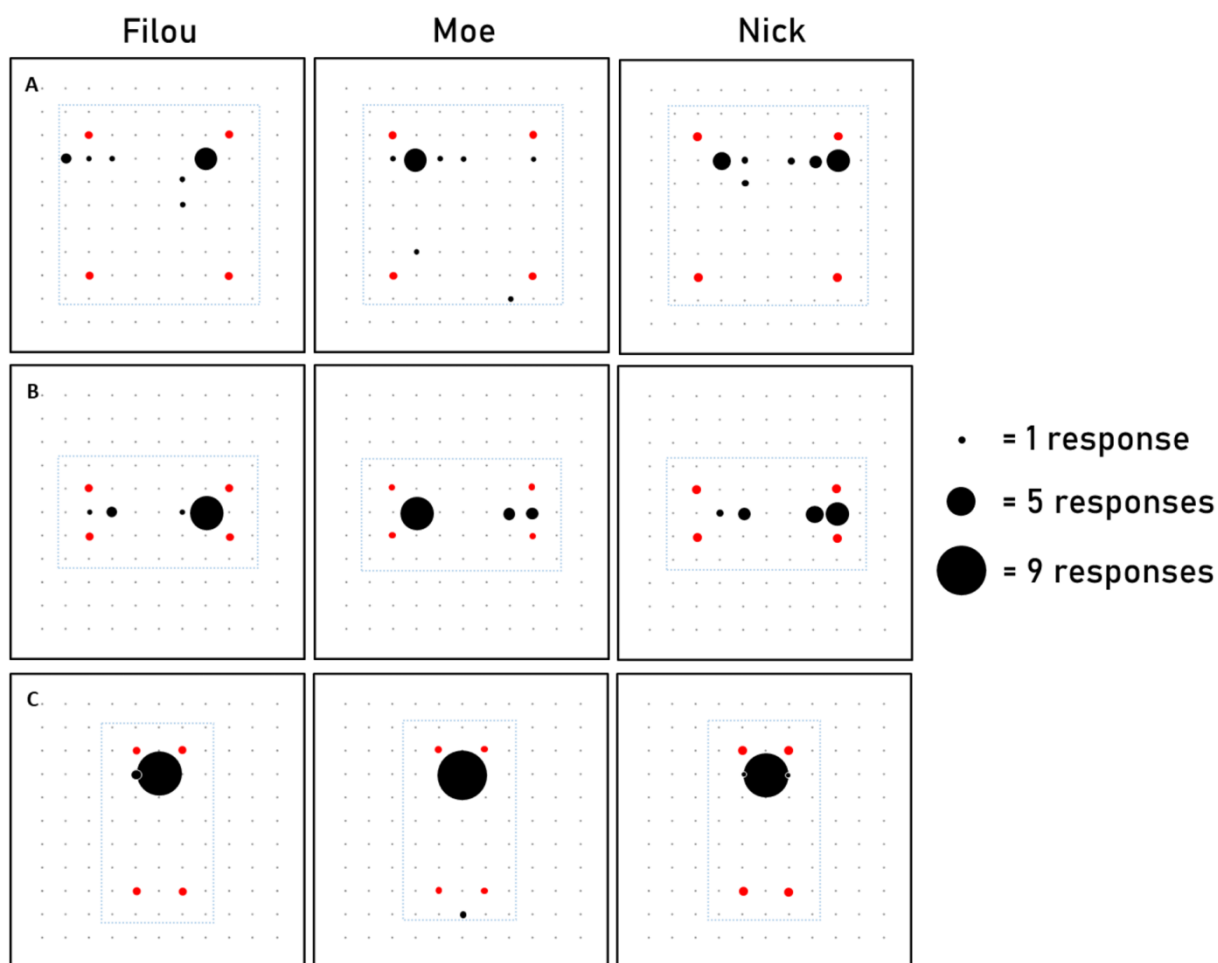 Filou Moe Nick
A
B
C
= 1 response
= 5 responses
= 9 responses